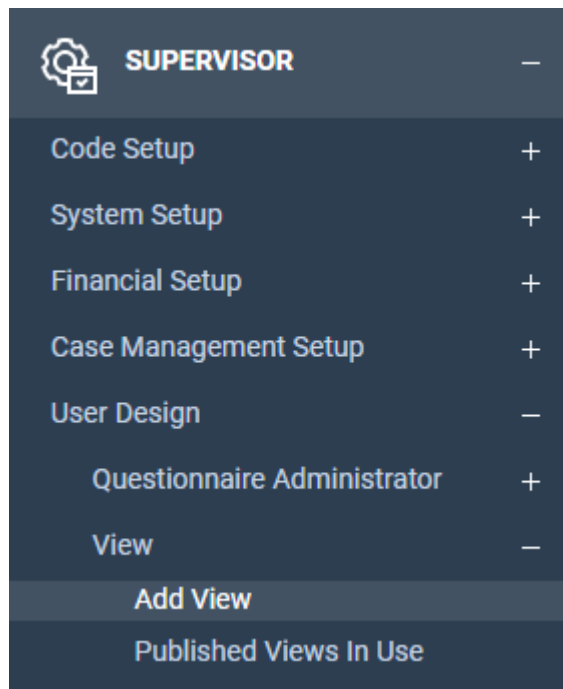 SUPERVISOR –
Code Setup +
System Setup +
Financial Setup +
Case Management Setup +
User Design –
Questionnaire Administrator +
View –
Add View
Published Views In Use